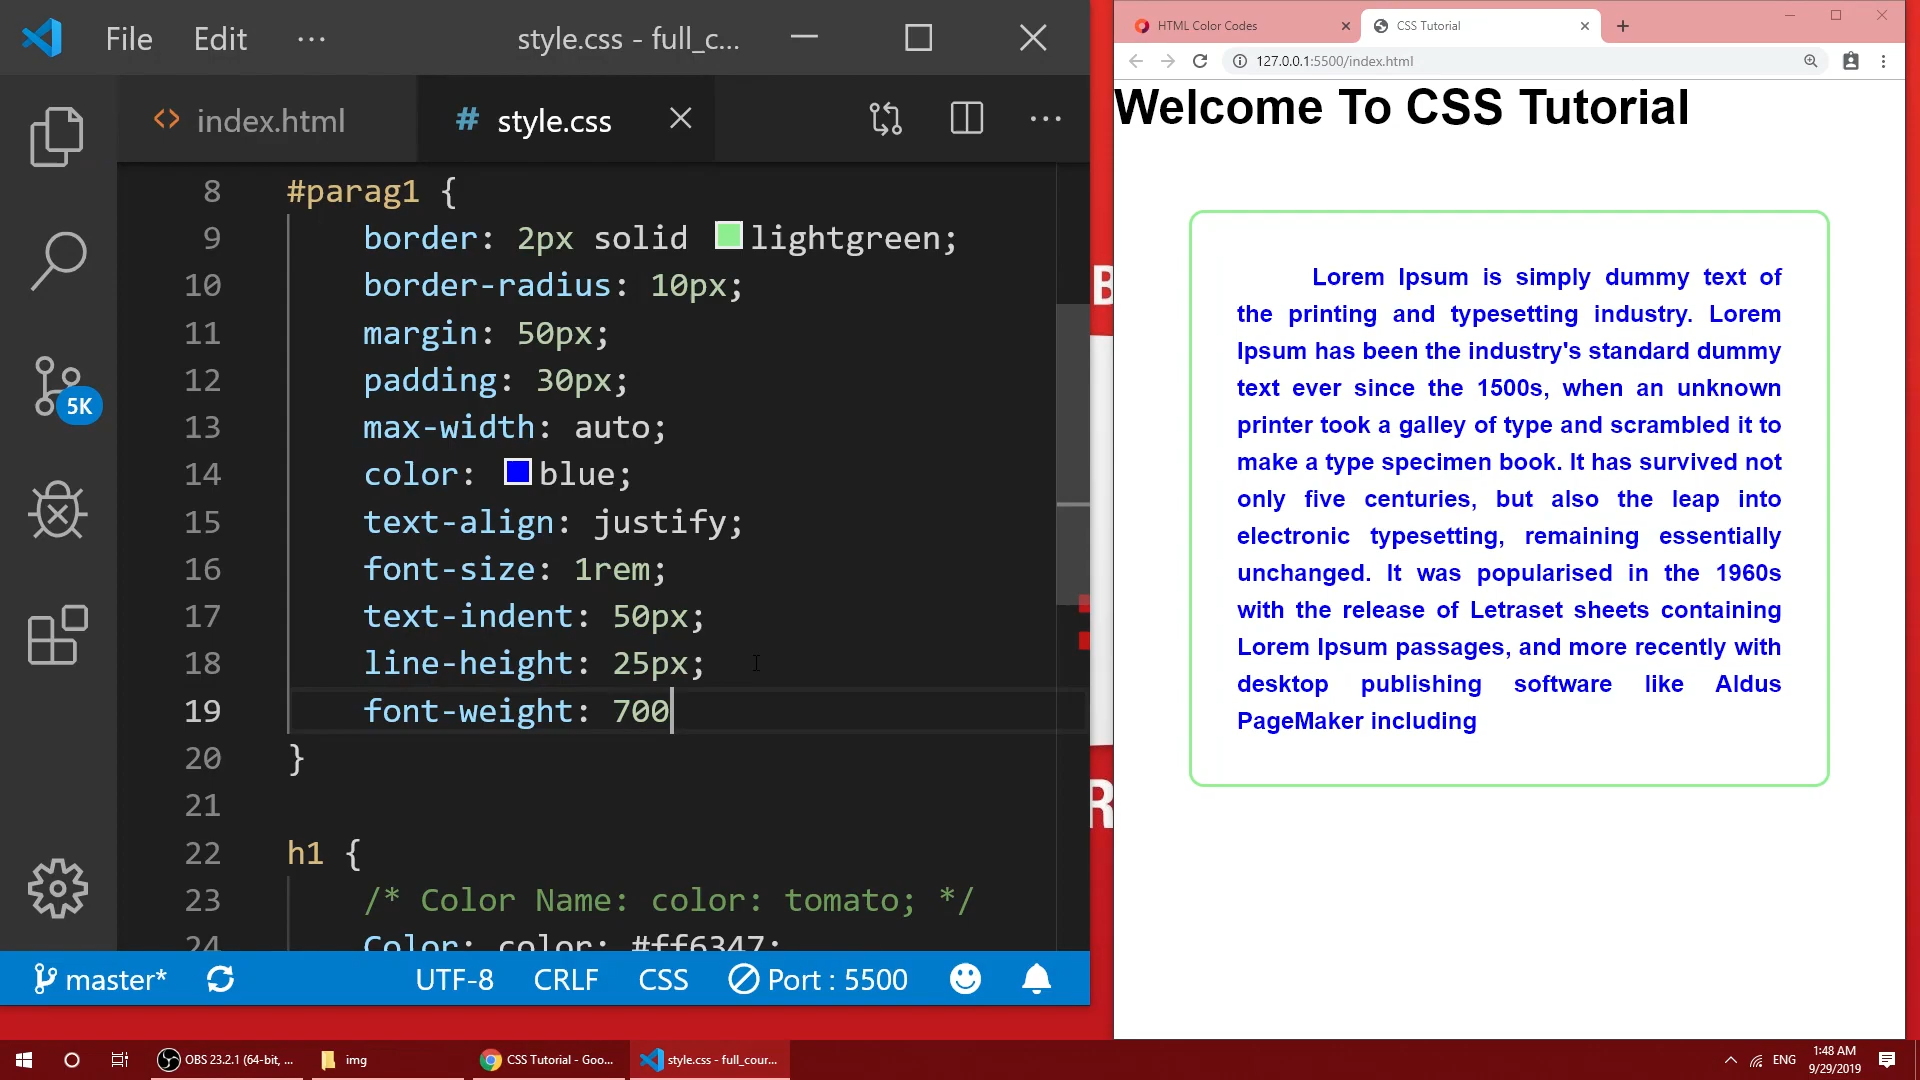 File Edit ... style.css - full_c...
index.html # style.css ...
8 #parag1 {
9 border: 2px solid lightgreen;
10 border-radius: 10px;
11 margin: 50px;
12 padding: 30px;
13 max-width: auto;
14 color: blue;
15 text-align: justify;
16 font-size: 1rem;
17 text-indent: 50px;
18 line-height: 25px;
19 font-weight: 700
20 }
21
22 h1 {
23 /* Color Name: color: tomato; */
24 Color: color: #ff6347;
5K
master* UTF-8 CRLF CSS Port : 5500
HTML Color Codes
CSS Tutorial
127.0.0.1:5500/index.html
Welcome To CSS Tutorial
Lorem Ipsum is simply dummy text of
the printing and typesetting industry. Lorem
Ipsum has been the industry's standard dummy
text ever since the 1500s, when an unknown
printer took a galley of type and scrambled it to
make a type specimen book. It has survived not
only five centuries, but also the leap into
electronic typesetting, remaining essentially
unchanged. It was popularised in the 1960s
with the release of Letraset sheets containing
Lorem Ipsum passages, and more recently with
desktop publishing software like Aldus
PageMaker including
B
R
OBS 23.2.1 (64-bit, ...
img
CSS Tutorial - Goo...
style.css - full_cour...
ENG
1:48 AM
9/29/2019